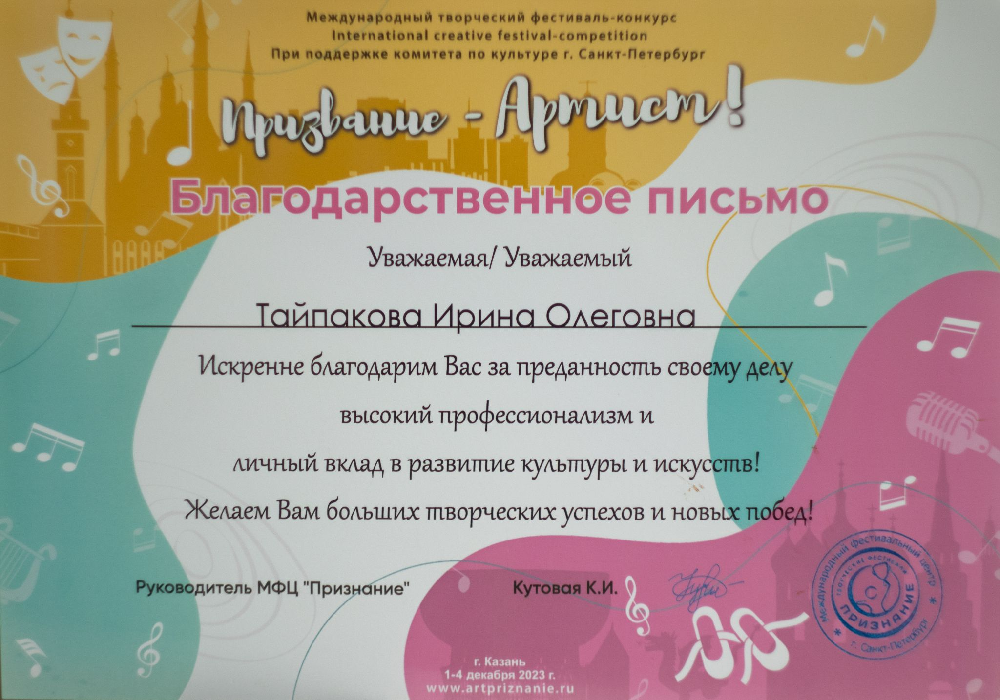 Международный творческий фестиваль-конкурс
International creative festival-competition
При поддержке комитета по культуре г. Санкт-Петербург
Призвание - Артист!
Благодарственное письмо
Уважаемая/ Уважаемый
Тайпакова Ирина Олеговна
Искренне благодарим Вас за преданность своему делу
высокий профессионализм и
личный вклад в развитие культуры и искусств!
Желаем Вам больших творческих успехов и новых побед!
Руководитель МФЦ "Признание" Кутовая К.И.
Международный фестивальный центр
ТВОРЧЕСКИЕ ФЕСТИВАЛИ
ПРИЗНАНИЕ
* г. Санкт-Петербург *
г. Казань
1-4 декабря 2023 г.
www.artpriznanie.ru